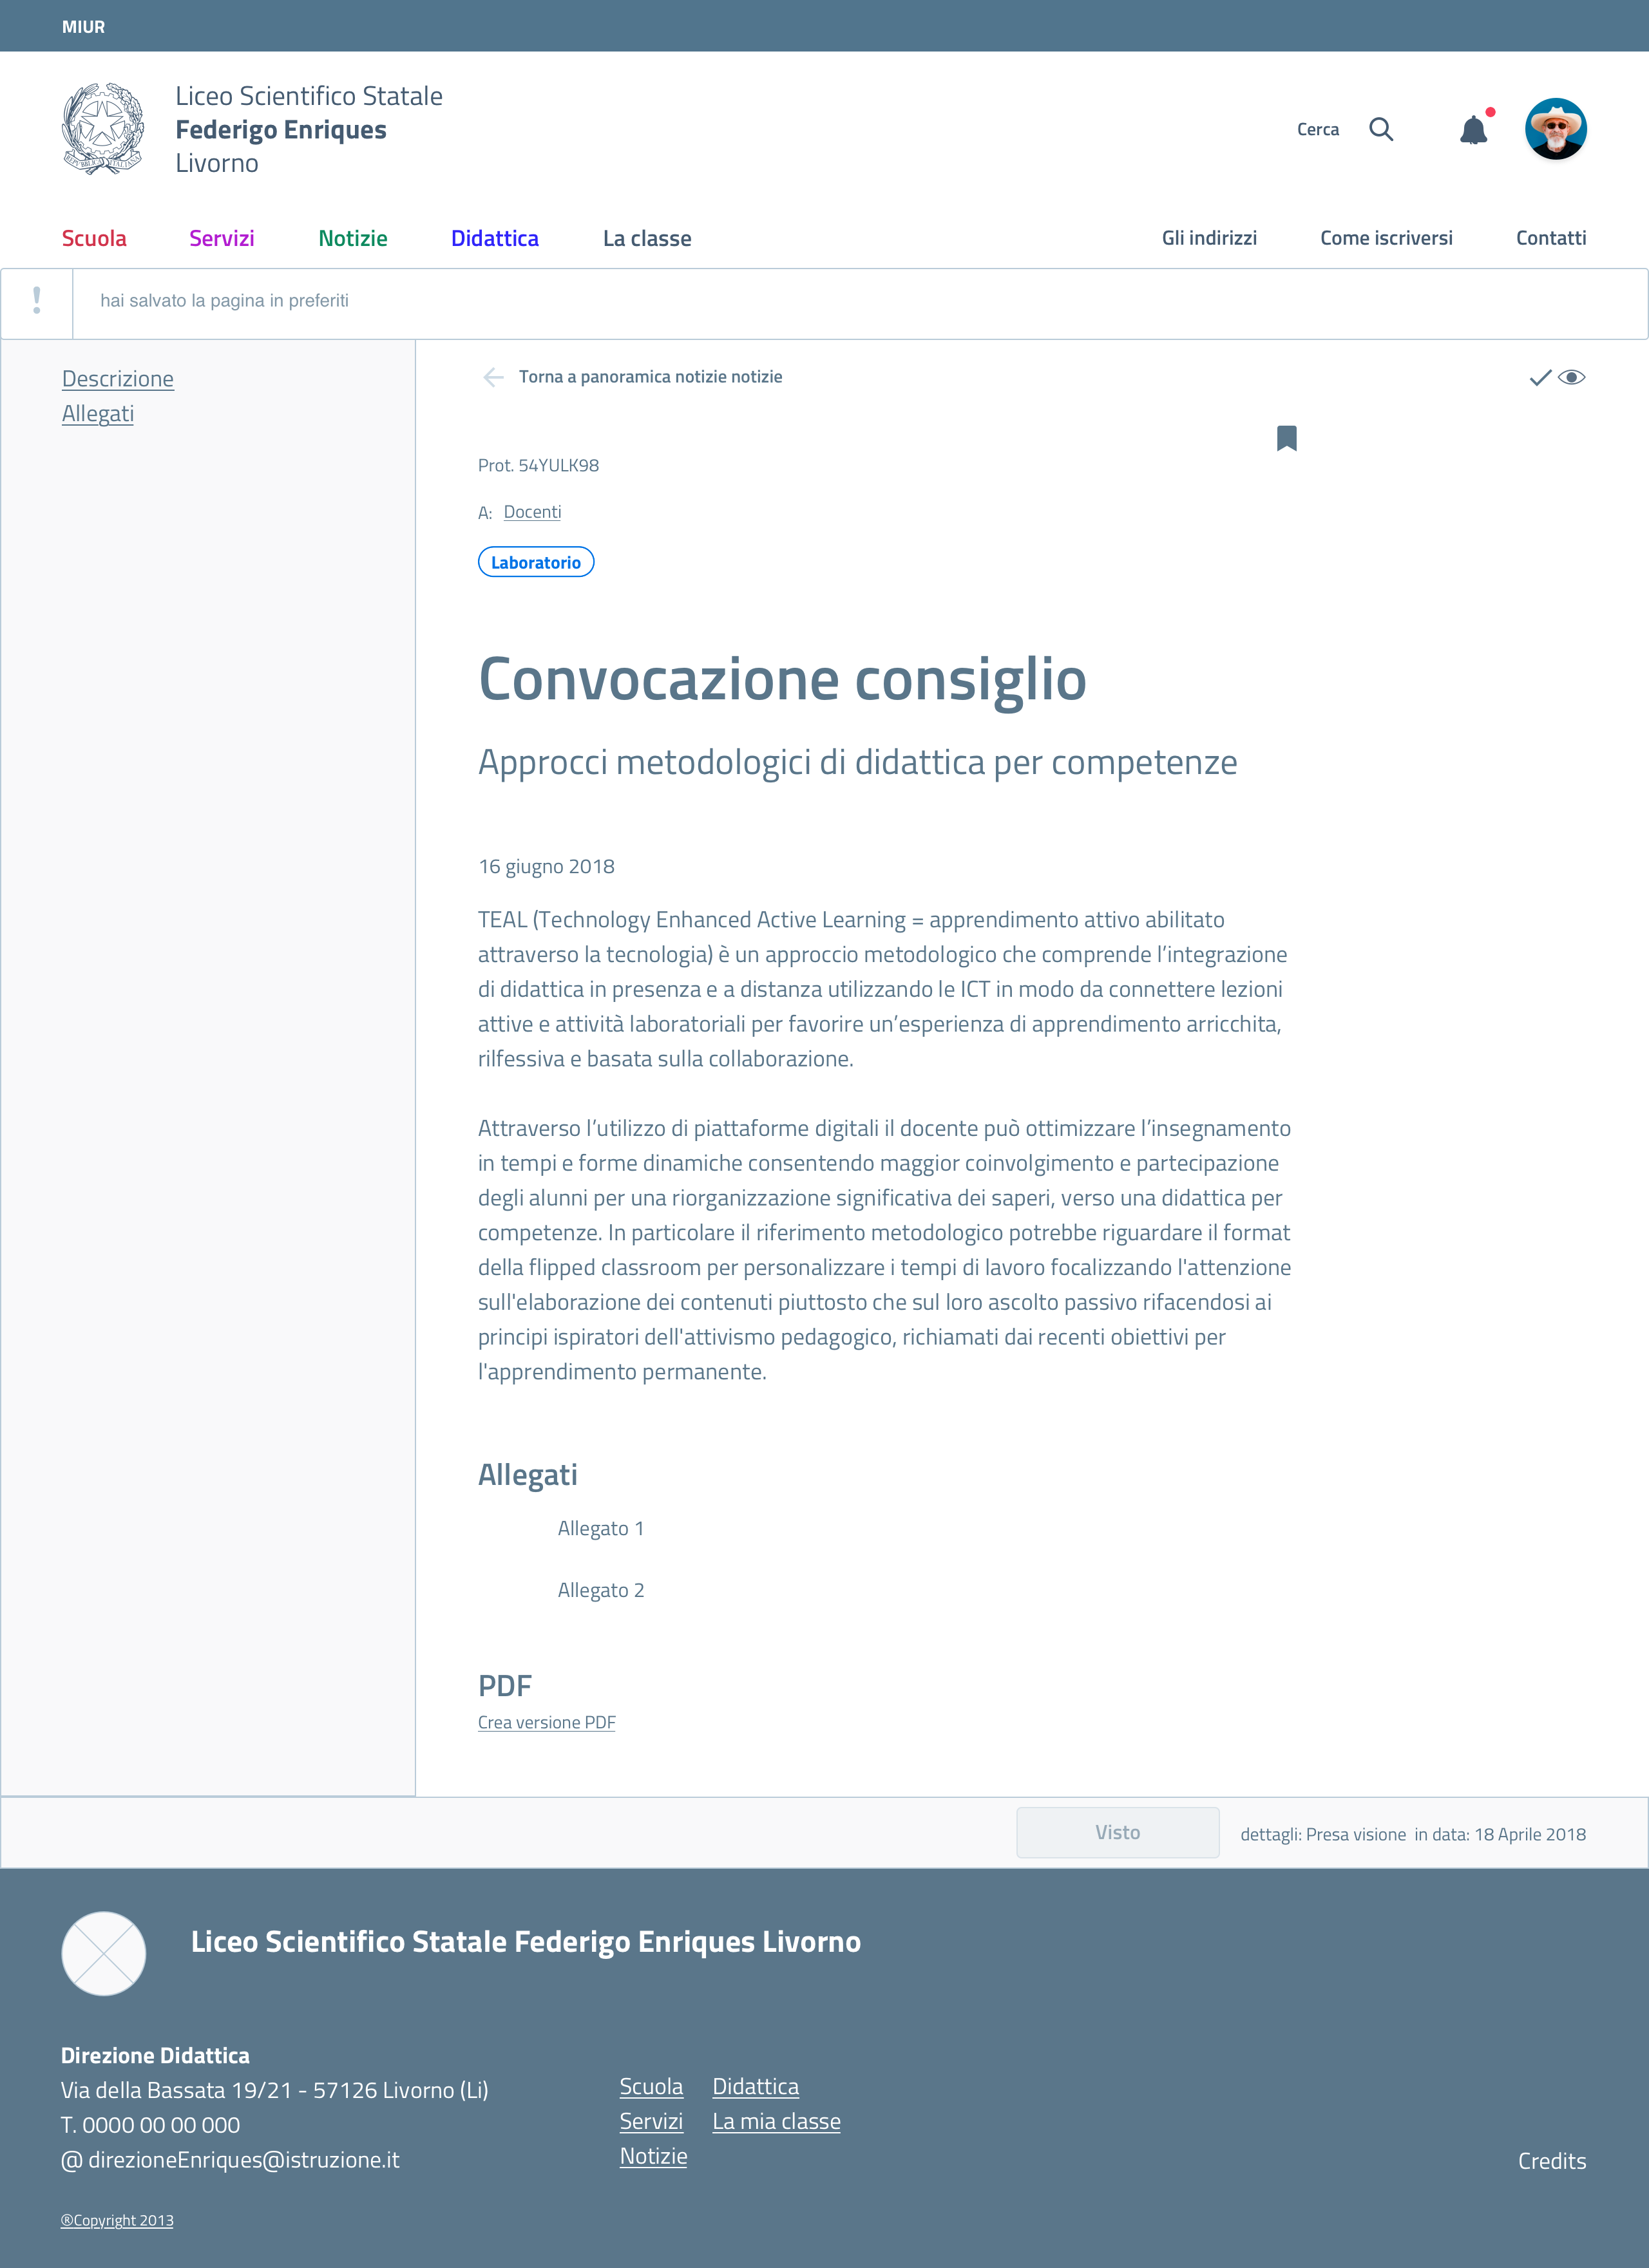 MIUR
Liceo Scientifico Statale
Federigo Enriques
Livorno
REPVBBLICA ITALIANA
Cerca
Scuola Servizi Notizie Didattica La classe Gli indirizzi Come iscriversi Contatti
! hai salvato la pagina in preferiti
Descrizione
Allegati
Torna a panoramica notizie notizie
Prot. 54YULK98
A: Docenti
Laboratorio
Convocazione consiglio
Approcci metodologici di didattica per competenze
16 giugno 2018
TEAL (Technology Enhanced Active Learning = apprendimento attivo abilitato
attraverso la tecnologia) è un approccio metodologico che comprende l’integrazione
di didattica in presenza e a distanza utilizzando le ICT in modo da connettere lezioni
attive e attività laboratoriali per favorire un’esperienza di apprendimento arricchita,
rilfessiva e basata sulla collaborazione.
Attraverso l’utilizzo di piattaforme digitali il docente può ottimizzare l’insegnamento
in tempi e forme dinamiche consentendo maggior coinvolgimento e partecipazione
degli alunni per una riorganizzazione significativa dei saperi, verso una didattica per
competenze. In particolare il riferimento metodologico potrebbe riguardare il format
della flipped classroom per personalizzare i tempi di lavoro focalizzando l'attenzione
sull'elaborazione dei contenuti piuttosto che sul loro ascolto passivo rifacendosi ai
principi ispiratori dell'attivismo pedagogico, richiamati dai recenti obiettivi per
l'apprendimento permanente.
Allegati
Allegato 1
Allegato 2
PDF
Crea versione PDF
Visto dettagli: Presa visione in data: 18 Aprile 2018
Liceo Scientifico Statale Federigo Enriques Livorno
Direzione Didattica
Via della Bassata 19/21 - 57126 Livorno (Li)
T. 0000 00 00 000
@ direzioneEnriques@istruzione.it
Scuola Didattica
Servizi La mia classe
Notizie
Credits
®Copyright 2013